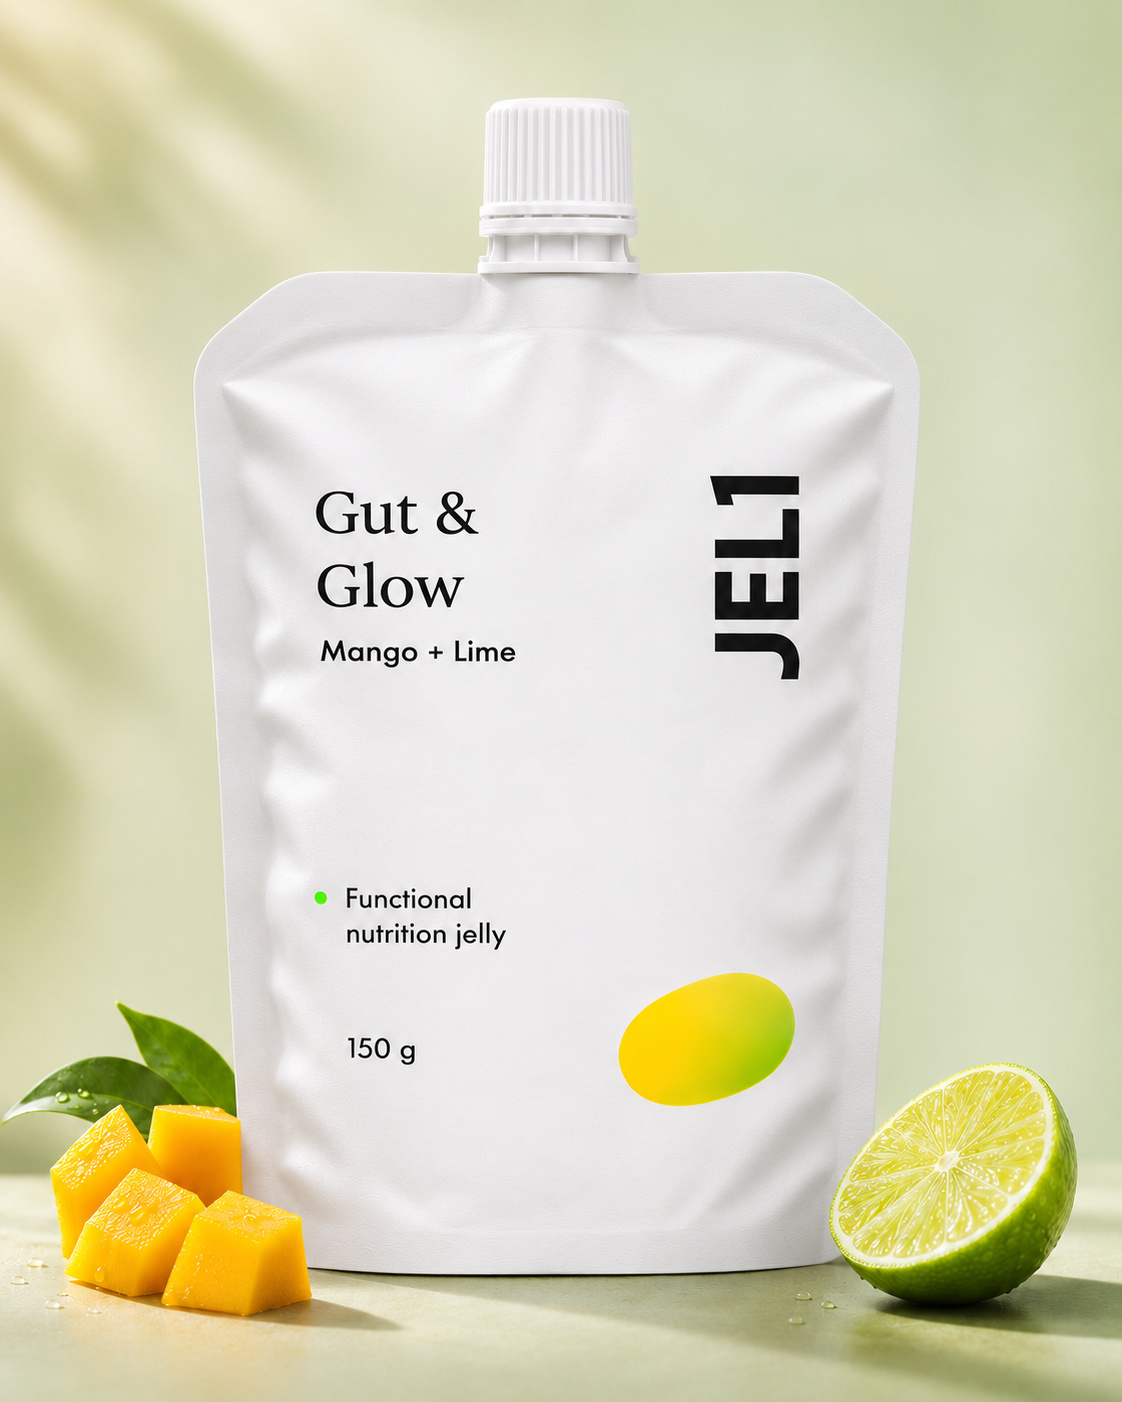 Gut &
Glow
Mango + Lime
JEL1
Functional
nutrition jelly
150 g